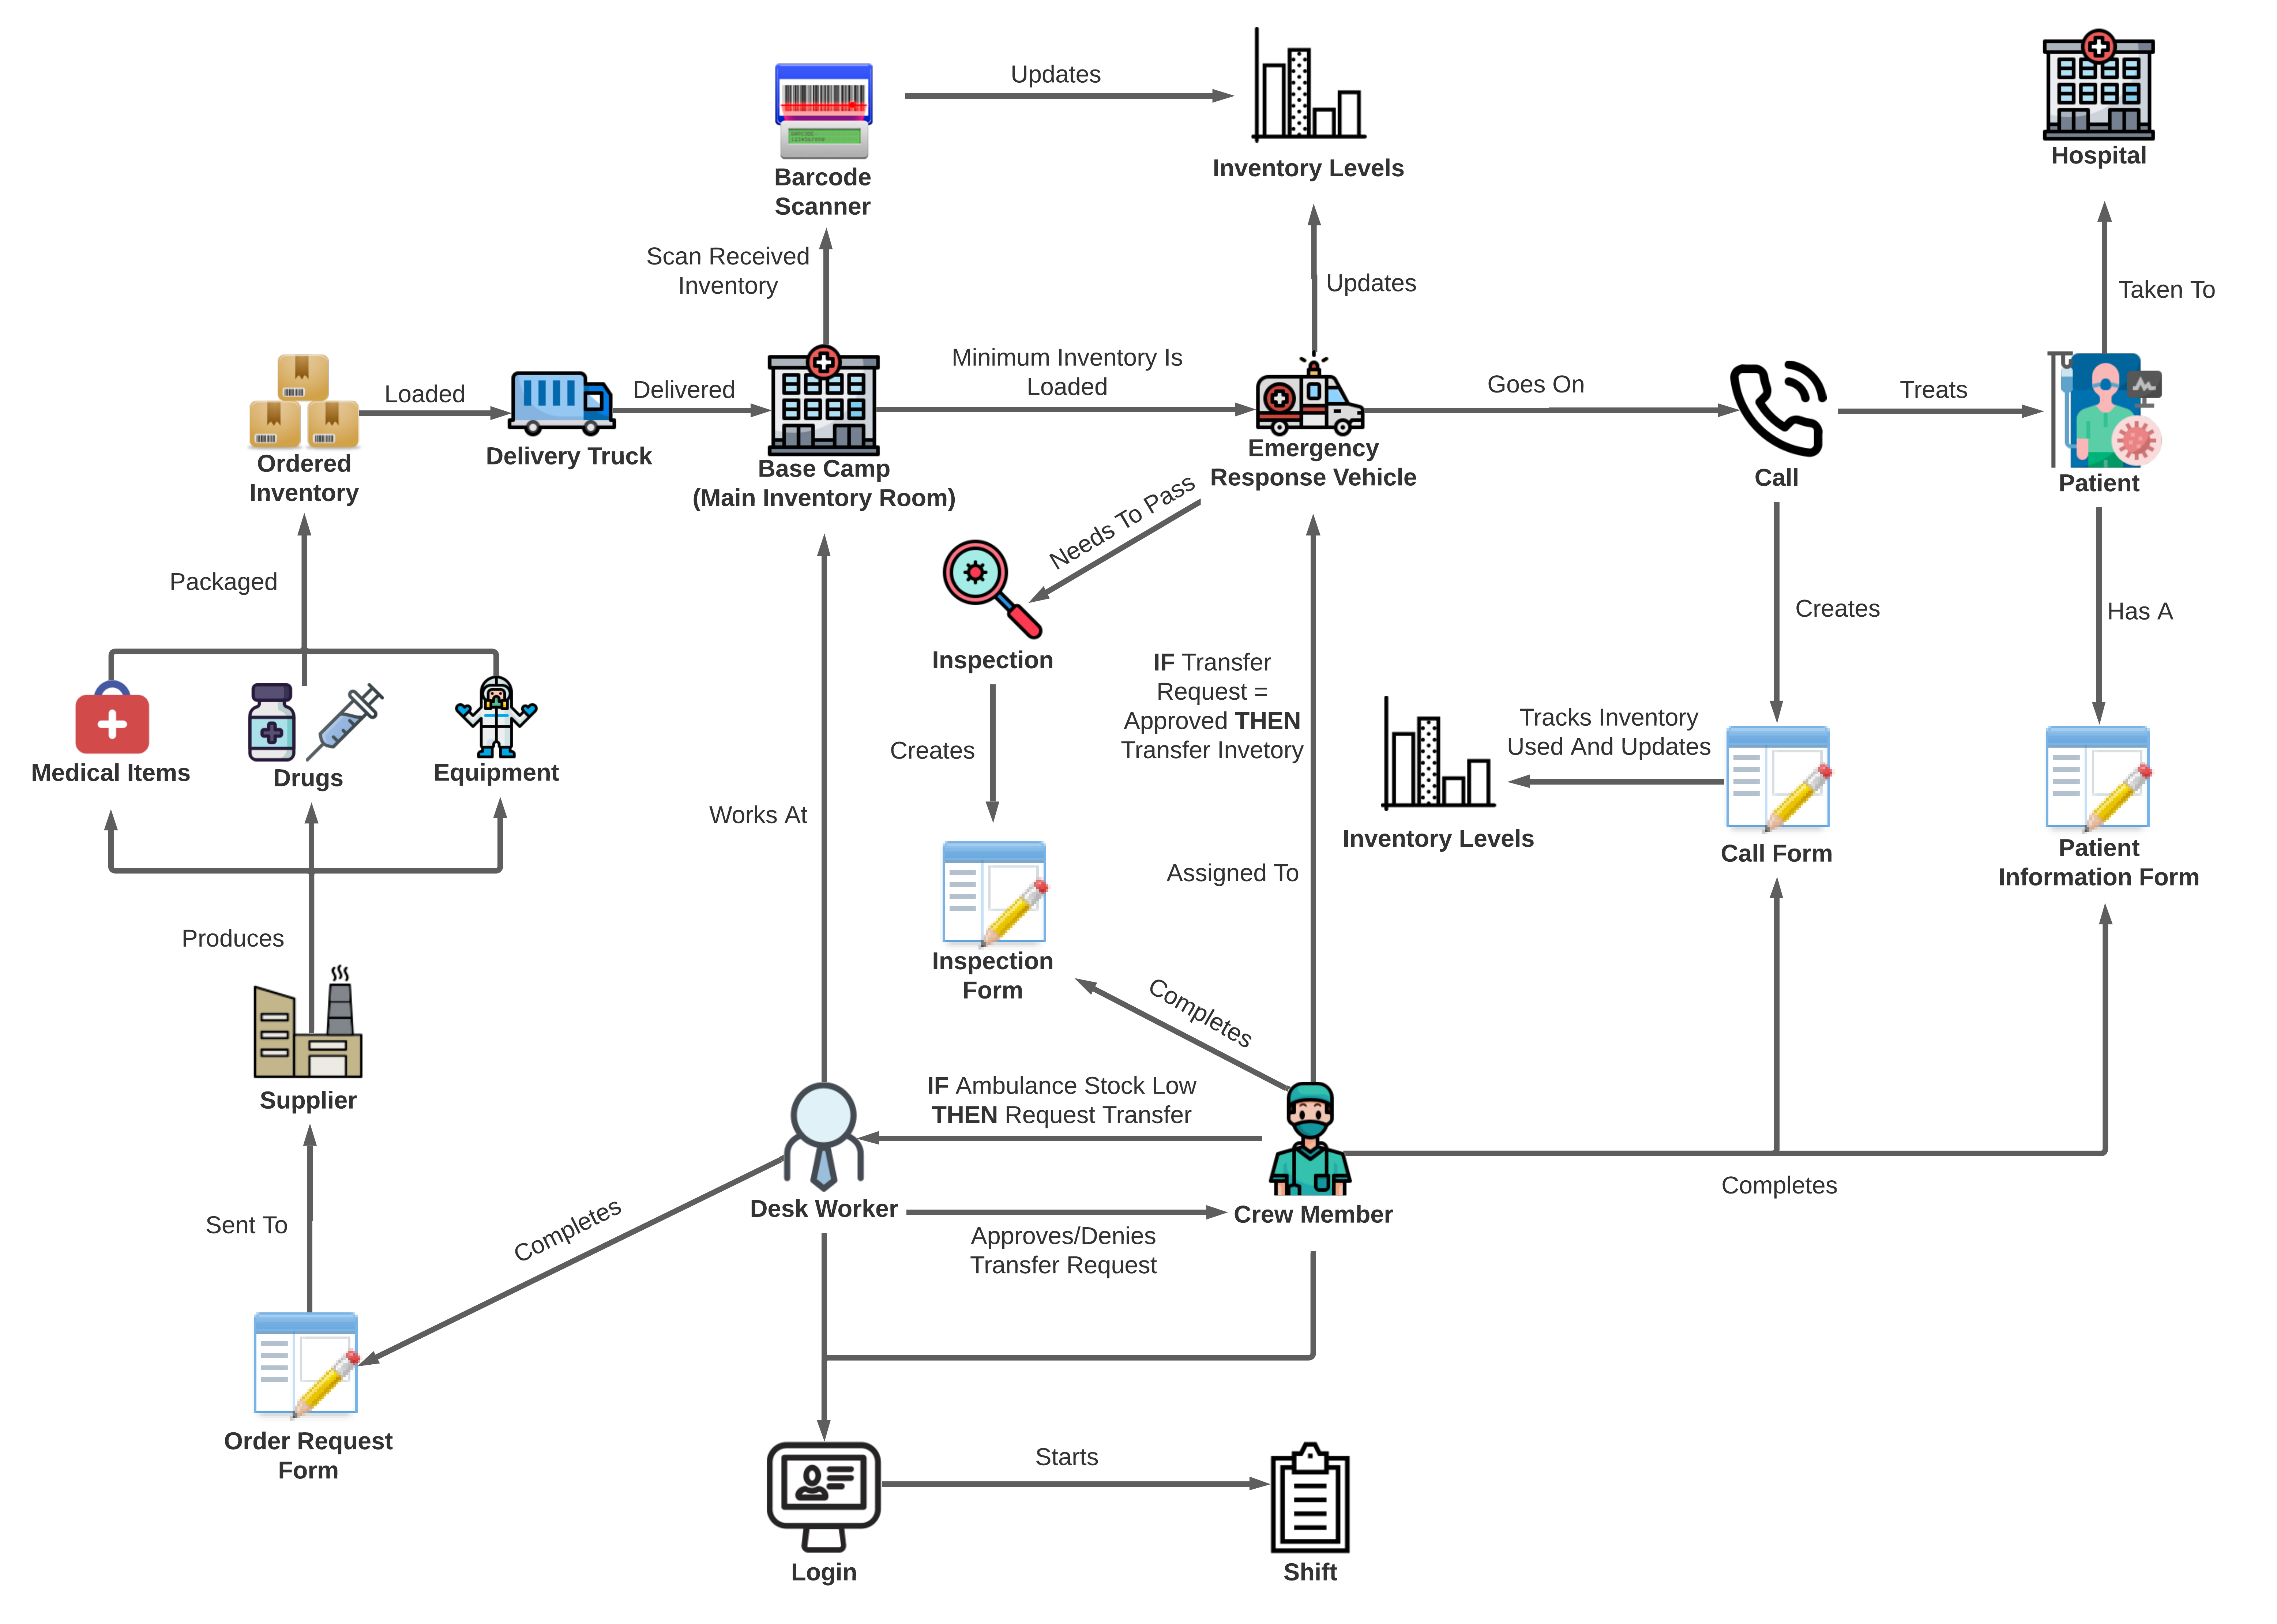 Updates
Inventory Levels
Hospital
Barcode
Scanner
Scan Received
Inventory
Updates
Taken To
Loaded
Delivered
Minimum Inventory Is
Loaded
Goes On
Treats
Ordered
Inventory
Delivery Truck
Base Camp
(Main Inventory Room)
Emergency
Response Vehicle
Call
Patient
Needs To Pass
Packaged
Inspection
Creates
Has A
IF Transfer
Request =
Approved THEN
Transfer Invetory
Creates
Tracks Inventory
Used And Updates
Medical Items
Drugs
Equipment
Works At
Inventory Levels
Call Form
Patient
Information Form
Assigned To
Produces
Inspection
Form
Completes
Supplier
IF Ambulance Stock Low
THEN Request Transfer
Completes
Desk Worker
Crew Member
Approves/Denies
Transfer Request
Sent To
Completes
Order Request
Form
Starts
Login
Shift